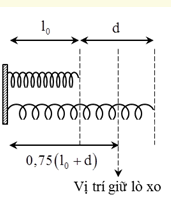 l₀ d
0,75(l₀ + d)
Vị trí giữ lò xo